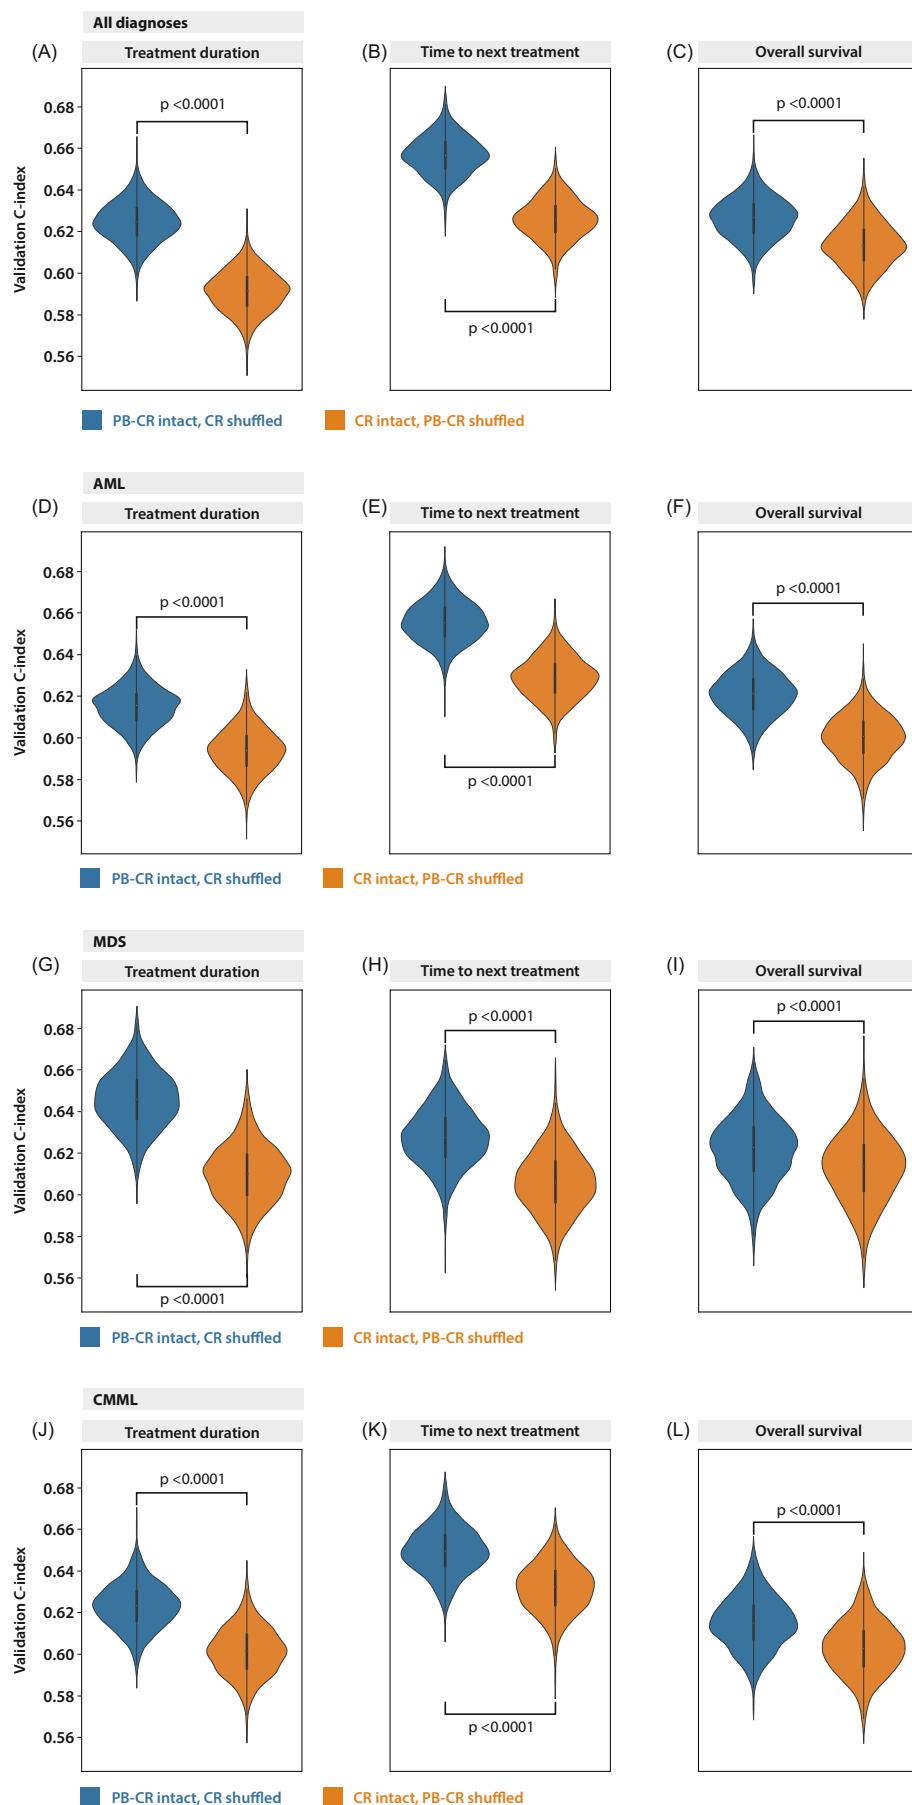 All diagnoses
(A)
Treatment duration
(B)
Time to next treatment
(C)
Overall survival
Validation C-index
0.68
0.66
0.64
0.62
0.60
0.58
0.56
p <0.0001
p <0.0001
p <0.0001
PB-CR intact, CR shuffled
CR intact, PB-CR shuffled
AML
(D)
Treatment duration
(E)
Time to next treatment
(F)
Overall survival
Validation C-index
0.68
0.66
0.64
0.62
0.60
0.58
0.56
p <0.0001
p <0.0001
p <0.0001
PB-CR intact, CR shuffled
CR intact, PB-CR shuffled
MDS
(G)
Treatment duration
(H)
Time to next treatment
(I)
Overall survival
Validation C-index
0.68
0.66
0.64
0.62
0.60
0.58
0.56
p <0.0001
p <0.0001
p <0.0001
PB-CR intact, CR shuffled
CR intact, PB-CR shuffled
CMML
(J)
Treatment duration
(K)
Time to next treatment
(L)
Overall survival
Validation C-index
0.68
0.66
0.64
0.62
0.60
0.58
0.56
p <0.0001
p <0.0001
p <0.0001
PB-CR intact, CR shuffled
CR intact, PB-CR shuffled